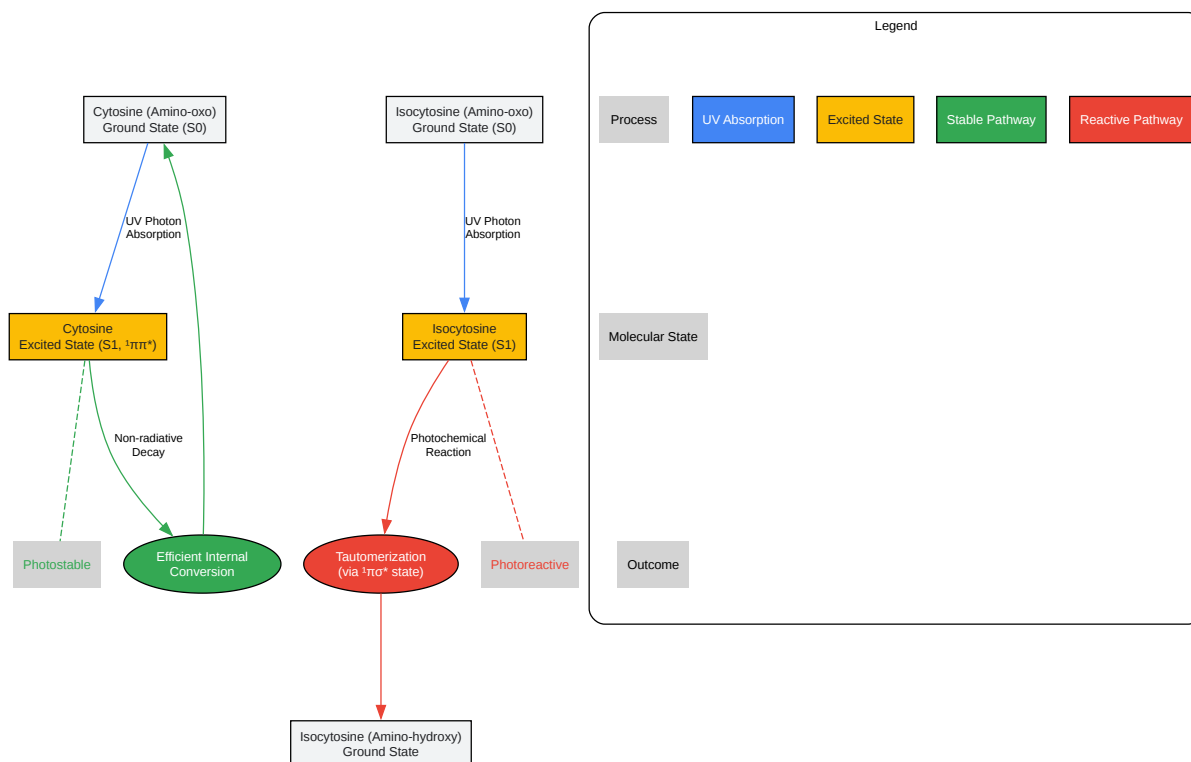 Legend
Cytosine (Amino-oxo)
Ground State (S0)
Isocytosine (Amino-oxo)
Ground State (S0)
Process
UV Absorption
Excited State
Stable Pathway
Reactive Pathway
UV Photon
Absorption
UV Photon
Absorption
Cytosine
Excited State (S1, ¹ππ*)
Isocytosine
Excited State (S1)
Molecular State
Non-radiative
Decay
Photochemical
Reaction
Photostable
Efficient Internal
Conversion
Tautomerization
(via ¹πσ* state)
Photoreactive
Outcome
Isocytosine (Amino-hydroxy)
Ground State